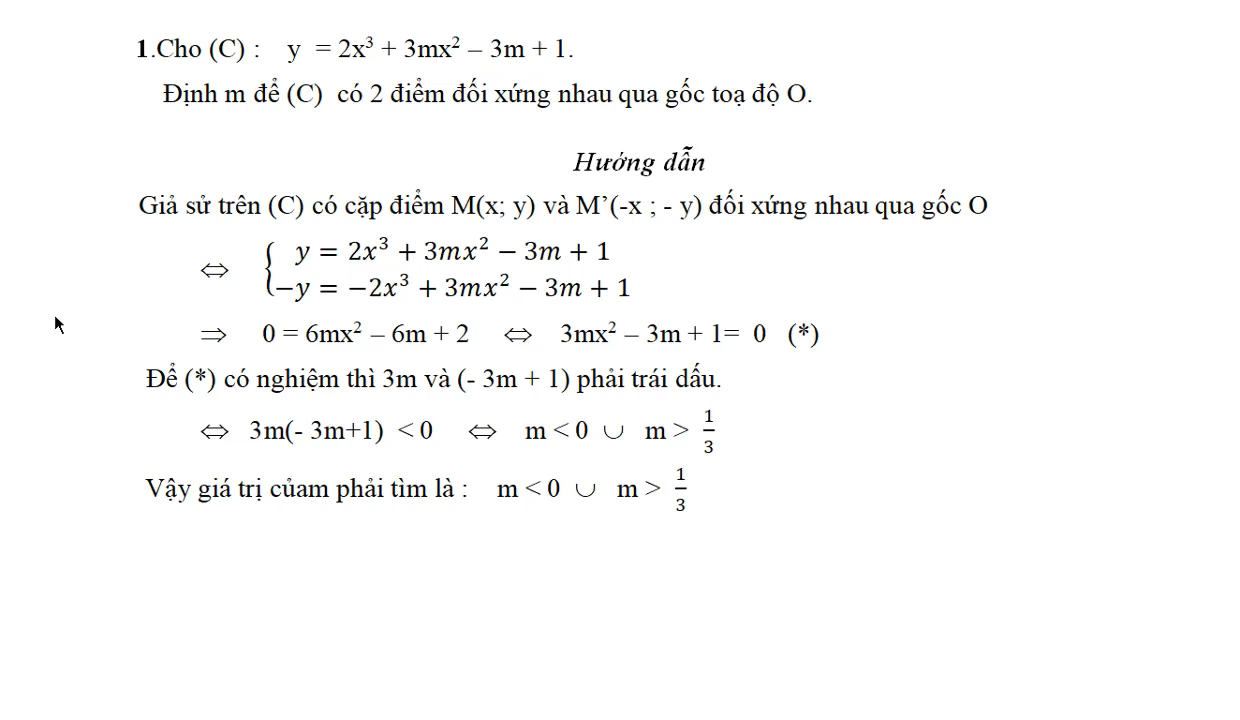 1.Cho (C) : y = 2x³ + 3mx² – 3m + 1.
Định m để (C) có 2 điểm đối xứng nhau qua gốc toạ độ O.
Hướng dẫn
Giả sử trên (C) có cặp điểm M(x; y) và M’(-x ; - y) đối xứng nhau qua gốc O
⇔ { y = 2x³ + 3mx² − 3m + 1
−y = −2x³ + 3mx² − 3m + 1
⇒ 0 = 6mx² – 6m + 2 ⇔ 3mx² – 3m + 1= 0 (*)
Để (*) có nghiệm thì 3m và (- 3m + 1) phải trái dấu.
⇔ 3m(- 3m+1) < 0 ⇔ m < 0 ∪ m > 1/3
Vậy giá trị củam phải tìm là : m < 0 ∪ m > 1/3